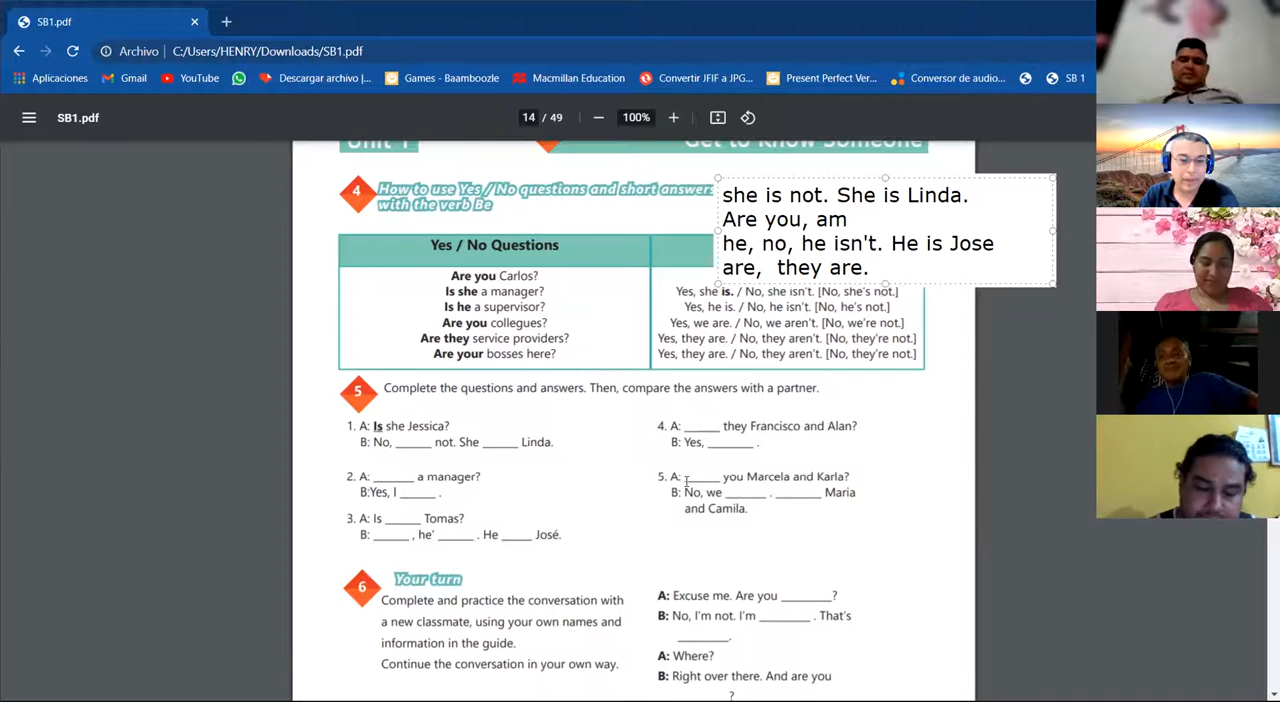 SB1.pdf
Archivo
C:/Users/HENRY/Downloads/SB1.pdf
Aplicaciones
Gmail
YouTube
Descargar archivo |...
Games - Baamboozle
Macmillan Education
Convertir JFIF a JPG...
Present Perfect Ver...
Conversor de audio...
SB 1
SB1.pdf
14 / 49
100%
Unit 1
Get to Know Someone
4
How to use Yes / No questions and short answers
with the verb Be
she is not. She is Linda.
Are you, am
he, no, he isn't. He is Jose
are, they are.
Yes / No Questions
Are you Carlos?
Is she a manager?
Is he a supervisor?
Are you collegues?
Are they service providers?
Are your bosses here?
Yes, she is. / No, she isn't. [No, she's not.]
Yes, he is. / No, he isn't. [No, he's not.]
Yes, we are. / No, we aren't. [No, we're not.]
Yes, they are. / No, they aren't. [No, they're not.]
Yes, they are. / No, they aren't. [No, they're not.]
5
Complete the questions and answers. Then, compare the answers with a partner.
1. A: Is she Jessica?
B: No, ______ not. She ______ Linda.
2. A: _______ a manager?
B:Yes, I ______ .
3. A: Is ______ Tomas?
B: ______ , he' ______ . He _____ José.
4. A: ______ they Francisco and Alan?
B: Yes, ________ .
5. A: ______ you Marcela and Karla?
B: No, we _______ . ________ Maria
and Camila.
6
Your turn
Complete and practice the conversation with
a new classmate, using your own names and
information in the guide.
Continue the conversation in your own way.
A: Excuse me. Are you ________?
B: No, I'm not. I'm ________ . That's
________.
A: Where?
B: Right over there. And are you
_________?